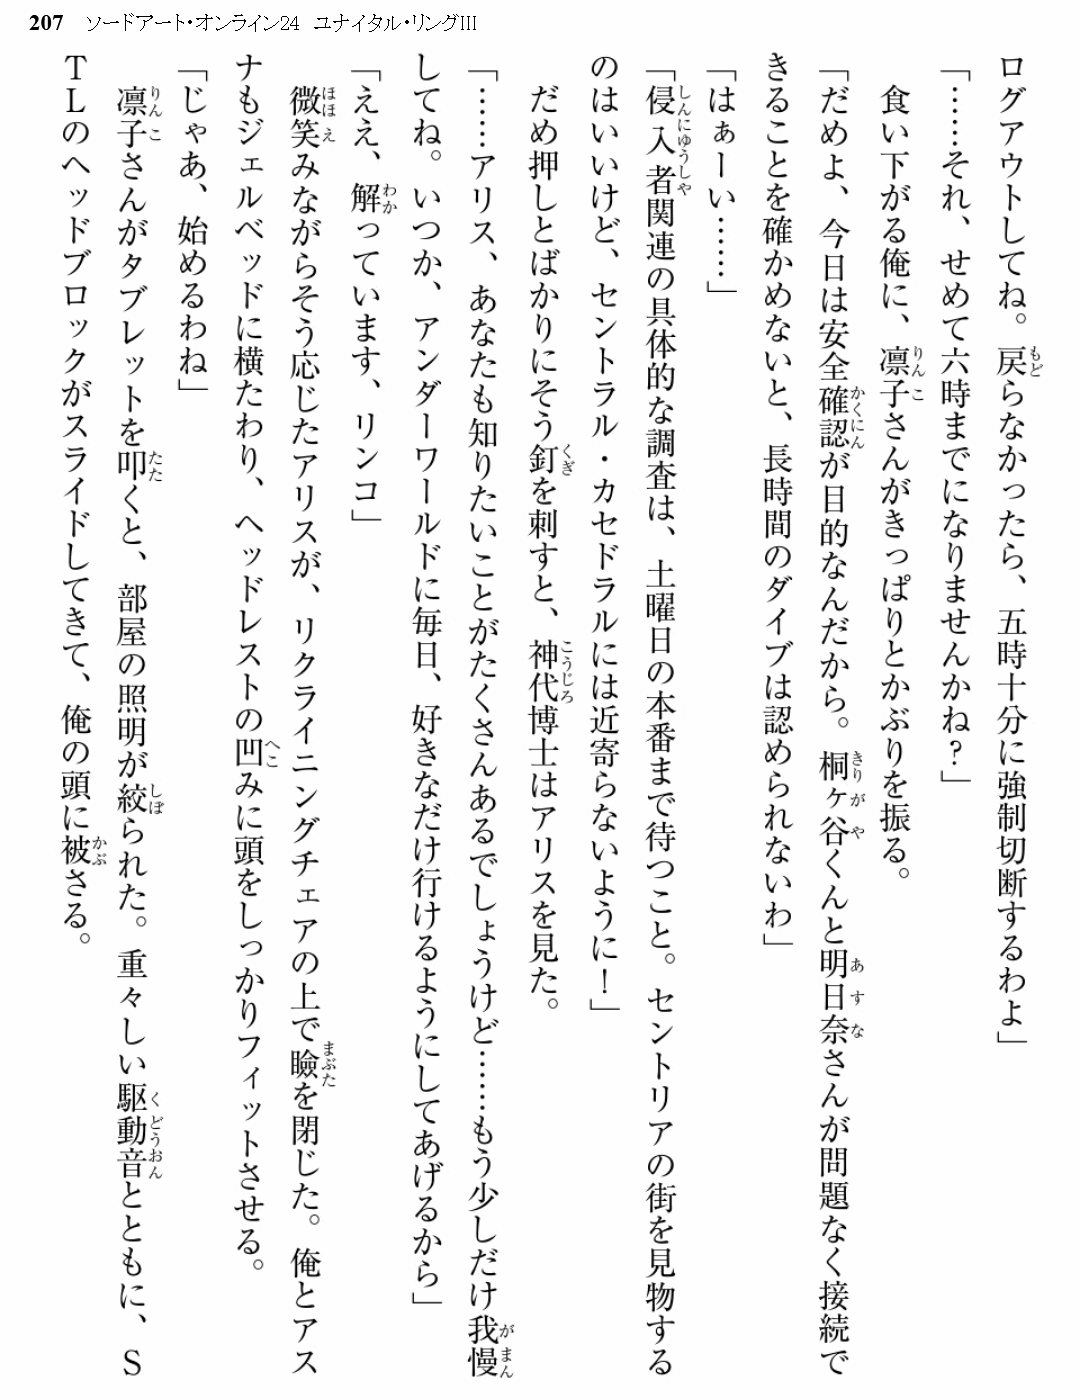 207 ソードアート・オンライン24 ユナイタル・リングIII
ログアウトしてね。戻らなかったら、五時十分に強制切断するわよ」
「……それ、せめて六時までになりませんかね？」
食い下がる俺に、凛子さんがきっぱりとかぶりを振る。
「だめよ、今日は安全確認が目的なんだから。桐ヶ谷くんと明日奈さんが問題なく接続で
きることを確かめないと、長時間のダイブは認められないわ」
「はぁーい……」
「侵入者関連の具体的な調査は、土曜日の本番まで待つこと。セントリアの街を見物する
のはいいけど、セントラル・カセドラルには近寄らないように！」
だめ押しとばかりにそう釘を刺すと、神代博士はアリスを見た。
「……アリス、あなたも知りたいことがたくさんあるでしょうけど……もう少しだけ我慢
してね。いつか、アンダーワールドに毎日、好きなだけ行けるようにしてあげるから」
「ええ、解っています、リンコ」
微笑みながらそう応じたアリスが、リクライニングチェアの上で瞼を閉じた。俺とアス
ナもジェルベッドに横たわり、ヘッドレストの凹みに頭をしっかりフィットさせる。
「じゃあ、始めるわね」
凛子さんがタブレットを叩くと、部屋の照明が絞られた。重々しい駆動音とともに、S
TLのヘッドブロックがスライドしてきて、俺の頭に被さる。